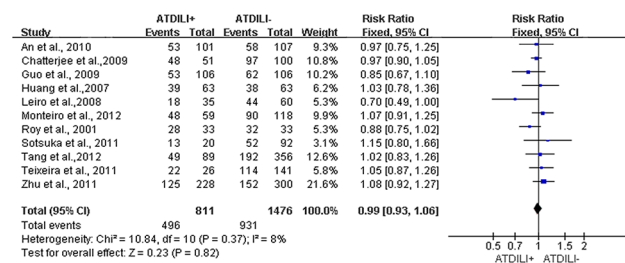 ATDILI+ ATDILI- Risk Ratio Risk Ratio
Study Events Total Events Total Weight Fixed, 95% CI Fixed, 95% CI
An et al., 2010 53 101 58 107 9.3% 0.97 [0.75, 1.25]
Chatterjee et al.,2009 48 51 97 100 10.8% 0.97 [0.90, 1.05]
Guo et al., 2009 53 106 62 106 10.2% 0.85 [0.67, 1.10]
Huang et al.,2007 39 63 38 63 6.3% 1.03 [0.78, 1.36]
Leiro et al.,2008 18 35 44 60 5.3% 0.70 [0.49, 1.00]
Monteiro et al., 2012 48 59 90 118 9.9% 1.07 [0.91, 1.25]
Roy et al., 2001 28 33 32 33 5.3% 0.88 [0.75, 1.02]
Sotsuka et al., 2011 13 20 52 92 3.1% 1.15 [0.80, 1.66]
Tang et al.,2012 49 89 192 356 12.6% 1.02 [0.83, 1.26]
Teixeira et al., 2011 22 26 114 141 5.8% 1.05 [0.87, 1.26]
Zhu et al., 2011 125 228 152 300 21.6% 1.08 [0.92, 1.27]
Total (95% CI) 811 1476 100.0% 0.99 [0.93, 1.06]
Total events 496 931
Heterogeneity: Chi² = 10.84, df = 10 (P = 0.37); I² = 8%
Test for overall effect: Z = 0.23 (P = 0.82)
0.5 0.7 1 1.5 2
ATDILI+ ATDILI-